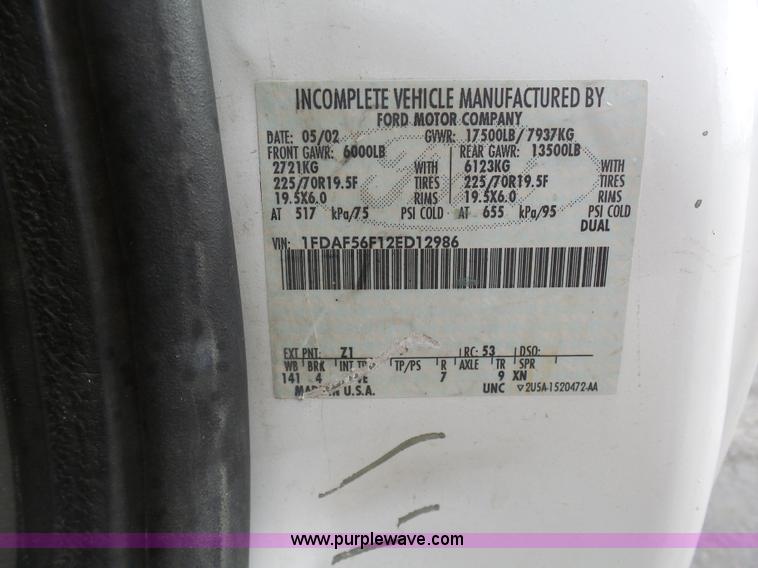 INCOMPLETE VEHICLE MANUFACTURED BY
FORD MOTOR COMPANY
DATE: 05/02 GVWR: 17500LB/ 7937KG
FRONT GAWR: 6000LB REAR GAWR: 13500LB
2721KG WITH 6123KG WITH
225/70R19.5F TIRES 225/70R19.5F TIRES
19.5X6.0 RIMS 19.5X6.0 RIMS
AT 517 kPa/75 PSI COLD AT 655 kPa/95 PSI COLD
DUAL
VIN: 1FDAF56F12ED12986
EXT PNT: Z1 RC: 53 DSO:
WB BRK INT TP/PS R AXLE TR SPR
141 4 7 9 XN
MADE IN U.S.A. UNC ▽2U5A-1520472-AA
www.purplewave.com